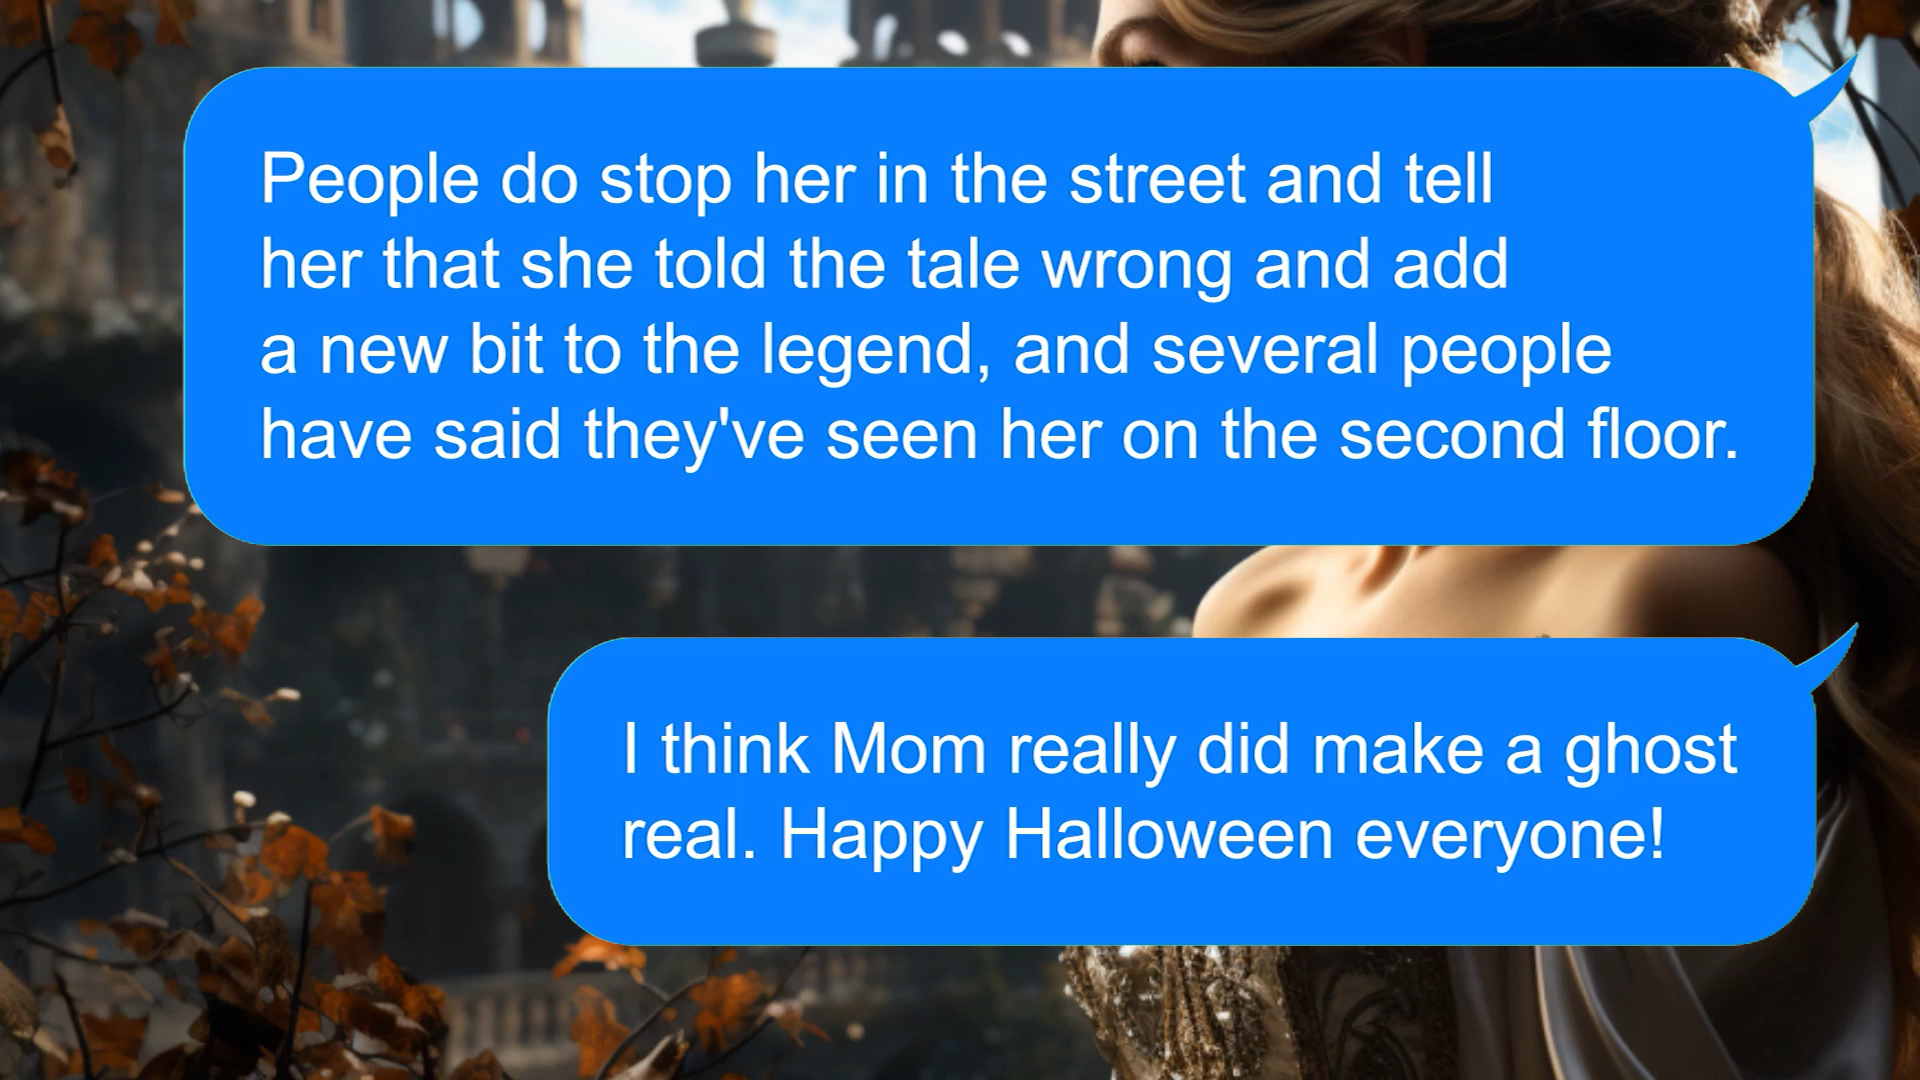 People do stop her in the street and tell
her that she told the tale wrong and add
a new bit to the legend, and several people
have said they've seen her on the second floor.
I think Mom really did make a ghost
real. Happy Halloween everyone!